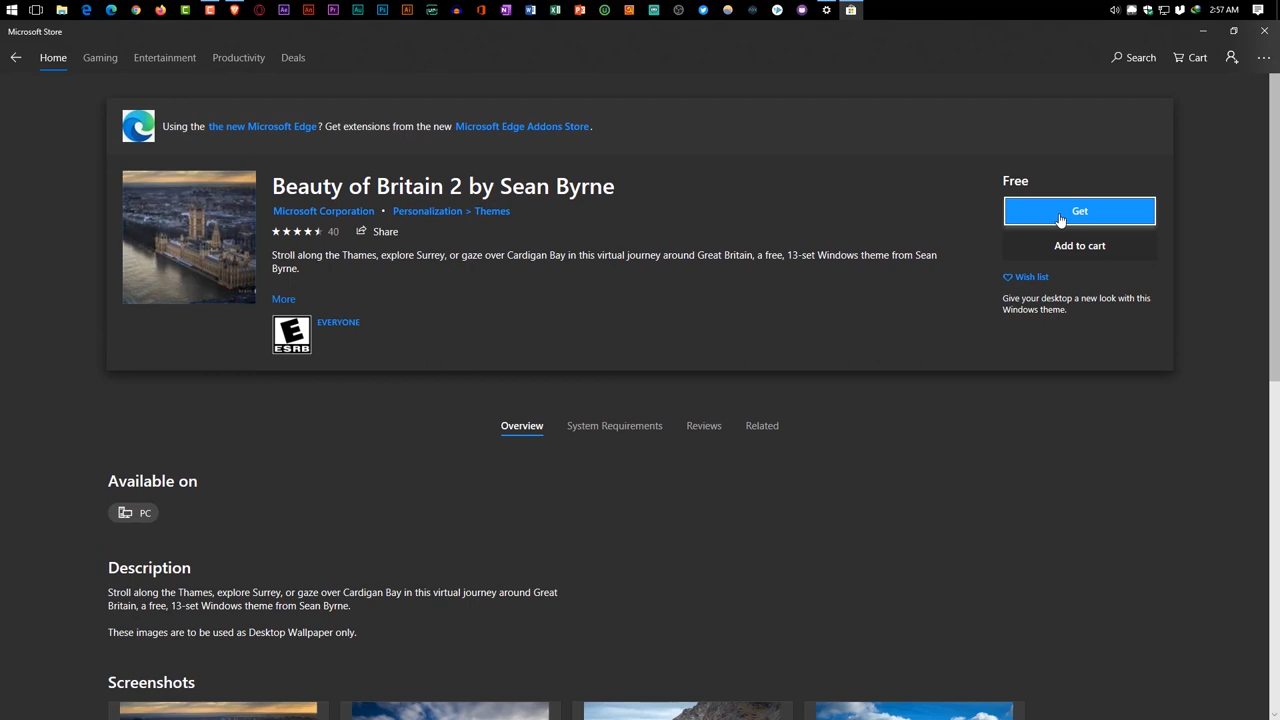 2:57 AM
Microsoft Store
Home Gaming Entertainment Productivity Deals Search Cart
Using the the new Microsoft Edge? Get extensions from the new Microsoft Edge Addons Store.
Beauty of Britain 2 by Sean Byrne
Microsoft Corporation • Personalization > Themes
40 Share
Stroll along the Thames, explore Surrey, or gaze over Cardigan Bay in this virtual journey around Great Britain, a free, 13-set Windows theme from Sean
Byrne.
More
E
ESRB
EVERYONE
Free
Get
Add to cart
Wish list
Give your desktop a new look with this
Windows theme.
Overview System Requirements Reviews Related
Available on
PC
Description
Stroll along the Thames, explore Surrey, or gaze over Cardigan Bay in this virtual journey around Great
Britain, a free, 13-set Windows theme from Sean Byrne.
These images are to be used as Desktop Wallpaper only.
Screenshots